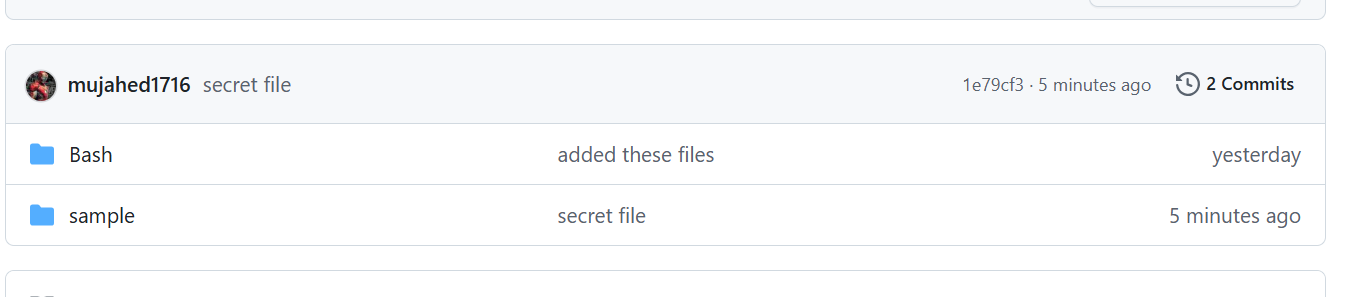 mujahed1716 secret file 1e79cf3 · 5 minutes ago 2 Commits
Bash added these files yesterday
sample secret file 5 minutes ago